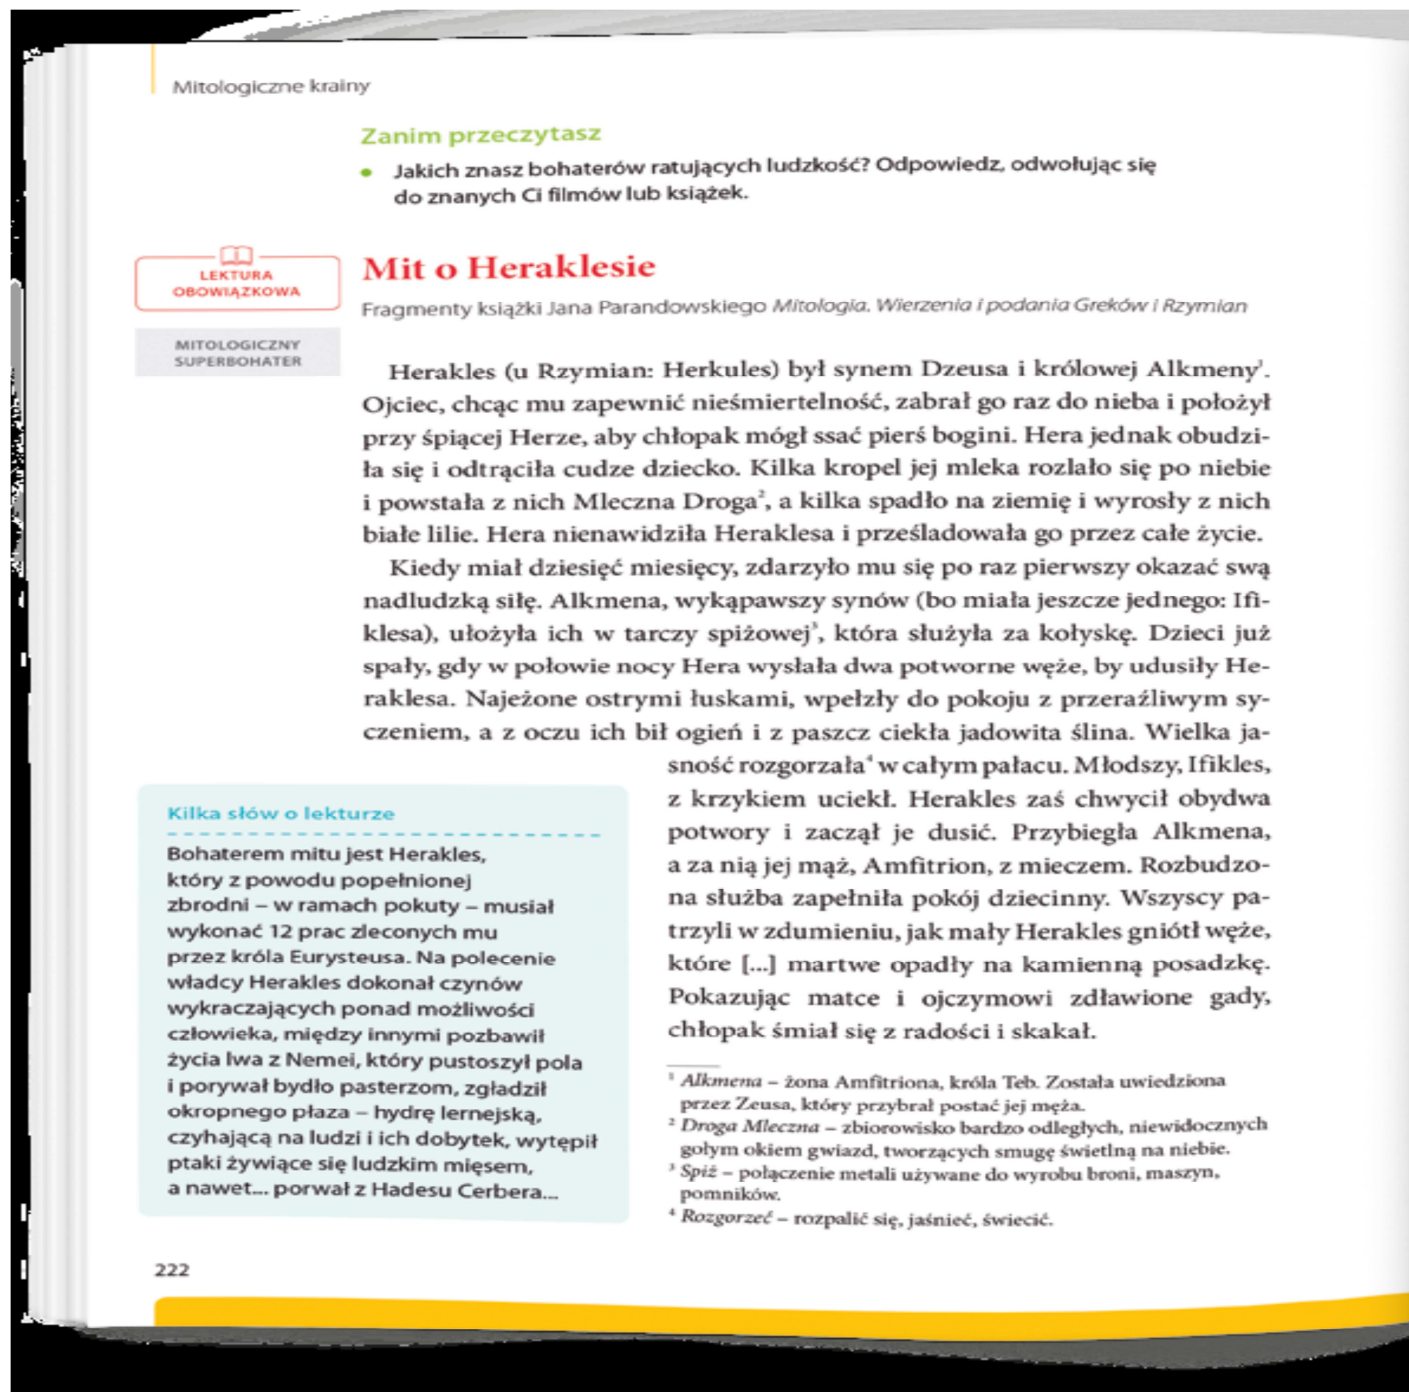 Mitologiczne krainy
Zanim przeczytasz
• Jakich znasz bohaterów ratujących ludzkość? Odpowiedz, odwołując się
do znanych Ci filmów lub książek.
LEKTURA
OBOWIĄZKOWA
MITOLOGICZNY
SUPERBOHATER
Mit o Heraklesie
Fragmenty książki Jana Parandowskiego Mitologia. Wierzenia i podania Greków i Rzymian
Herakles (u Rzymian: Herkules) był synem Dzeusa i królowej Alkmeny¹.
Ojciec, chcąc mu zapewnić nieśmiertelność, zabrał go raz do nieba i położył
przy śpiącej Herze, aby chłopak mógł ssać pierś bogini. Hera jednak obudzi-
ła się i odtrąciła cudze dziecko. Kilka kropel jej mleka rozlało się po niebie
i powstała z nich Mleczna Droga², a kilka spadło na ziemię i wyrosły z nich
białe lilie. Hera nienawidziła Heraklesa i prześladowała go przez całe życie.
Kiedy miał dziesięć miesięcy, zdarzyło mu się po raz pierwszy okazać swą
nadludzką siłę. Alkmena, wykąpawszy synów (bo miała jeszcze jednego: Ifi-
klesa), ułożyła ich w tarczy spiżowej³, która służyła za kołyskę. Dzieci już
spały, gdy w połowie nocy Hera wysłała dwa potworne węże, by udusiły He-
raklesa. Najeżone ostrymi łuskami, wpełzły do pokoju z przeraźliwym sy-
czeniem, a z oczu ich bił ogień i z paszcz ciekła jadowita ślina. Wielka ja-
sność rozgorzała⁴ w całym pałacu. Młodszy, Ifikles,
z krzykiem uciekł. Herakles zaś chwycił obydwa
potwory i zaczął je dusić. Przybiegła Alkmena,
a za nią jej mąż, Amfitrion, z mieczem. Rozbudzo-
na służba zapełniła pokój dziecinny. Wszyscy pa-
trzyli w zdumieniu, jak mały Herakles gniótł węże,
które [...] martwe opadły na kamienną posadzkę.
Pokazując matce i ojczymowi zdławione gady,
chłopak śmiał się z radości i skakał.
Kilka słów o lekturze
Bohaterem mitu jest Herakles,
który z powodu popełnionej
zbrodni – w ramach pokuty – musiał
wykonać 12 prac zleconych mu
przez króla Eurysteusa. Na polecenie
władcy Herakles dokonał czynów
wykraczających ponad możliwości
człowieka, między innymi pozbawił
życia lwa z Nemei, który pustoszył pola
i porywał bydło pasterzom, zgładził
okropnego płaza – hydrę lernejską,
czyhającą na ludzi i ich dobytek, wytępił
ptaki żywiące się ludzkim mięsem,
a nawet... porwał z Hadesu Cerbera...
¹ Alkmena – żona Amfitriona, króla Teb. Została uwiedziona
przez Zeusa, który przybrał postać jej męża.
² Droga Mleczna – zbiorowisko bardzo odległych, niewidocznych
gołym okiem gwiazd, tworzących smugę świetlną na niebie.
³ Spiż – połączenie metali używane do wyrobu broni, maszyn,
pomników.
⁴ Rozgorzeć – rozpalić się, jaśnieć, świecić.
222